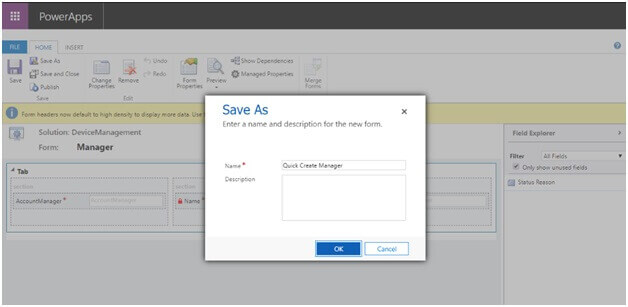 PowerApps
FILE
HOME
INSERT
Save
Save As
Save and Close
Publish
Save
Change
Properties
Remove
Undo
Redo
Edit
Form
Properties
Preview
Show Dependencies
Managed Properties
Merge
Forms
Form headers now default to high density to display more data. Use
Solution: DeviceManagement
Form: Manager
Tab
AccountManager *
AccountManager
Name
Save As
Enter a name and description for the new form.
Name *
Quick Create Manager
Description
OK
Cancel
Field Explorer
Filter
All Fields
Only show unused fields
Status Reason